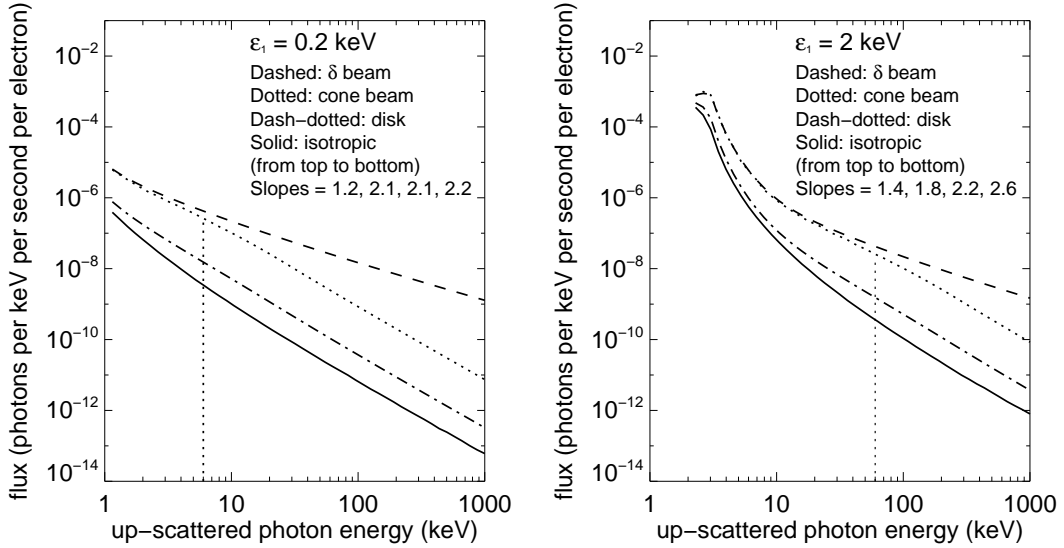 ε₁ = 0.2 keV
Dashed: δ beam
Dotted: cone beam
Dash−dotted: disk
Solid: isotropic
(from top to bottom)
Slopes = 1.2, 2.1, 2.1, 2.2
flux (photons per keV per second per electron)
10⁻²
10⁻⁴
10⁻⁶
10⁻⁸
10⁻¹⁰
10⁻¹²
10⁻¹⁴
1 10 100 1000
up−scattered photon energy (keV)
ε₁ = 2 keV
Dashed: δ beam
Dotted: cone beam
Dash−dotted: disk
Solid: isotropic
(from top to bottom)
Slopes = 1.4, 1.8, 2.2, 2.6
flux (photons per keV per second per electron)
10⁻²
10⁻⁴
10⁻⁶
10⁻⁸
10⁻¹⁰
10⁻¹²
10⁻¹⁴
1 10 100 1000
up−scattered photon energy (keV)